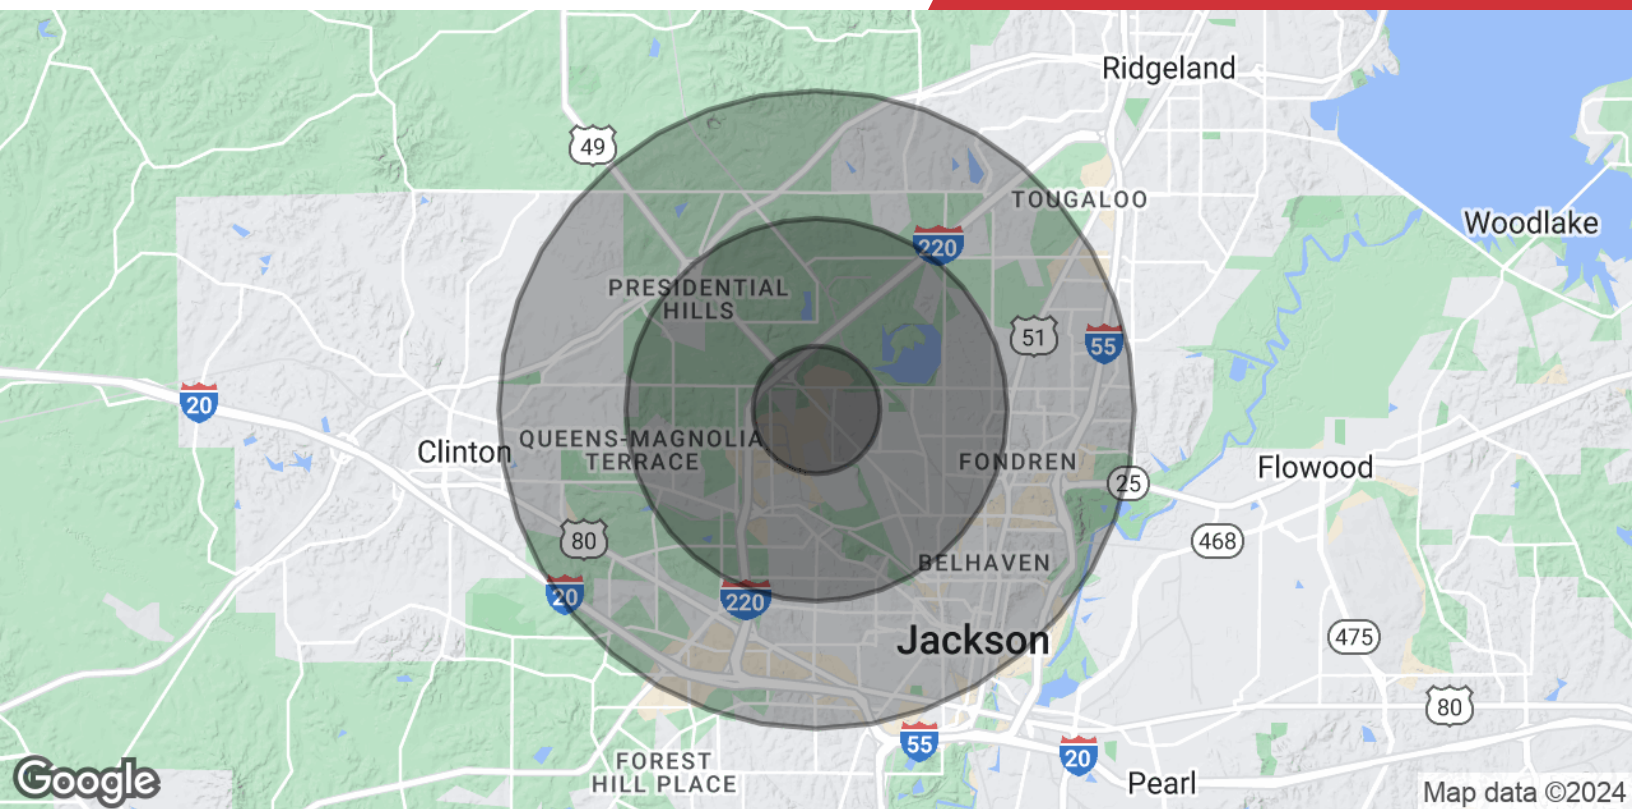 Ridgeland
49
TOUGALOO
Woodlake
220
PRESIDENTIAL
HILLS
51
55
20
Clinton
QUEENS-MAGNOLIA
TERRACE
FONDREN
Flowood
25
80
468
BELHAVEN
20
220
Jackson
475
80
55
20
FOREST
HILL PLACE
Pearl
Google
Map data ©2024